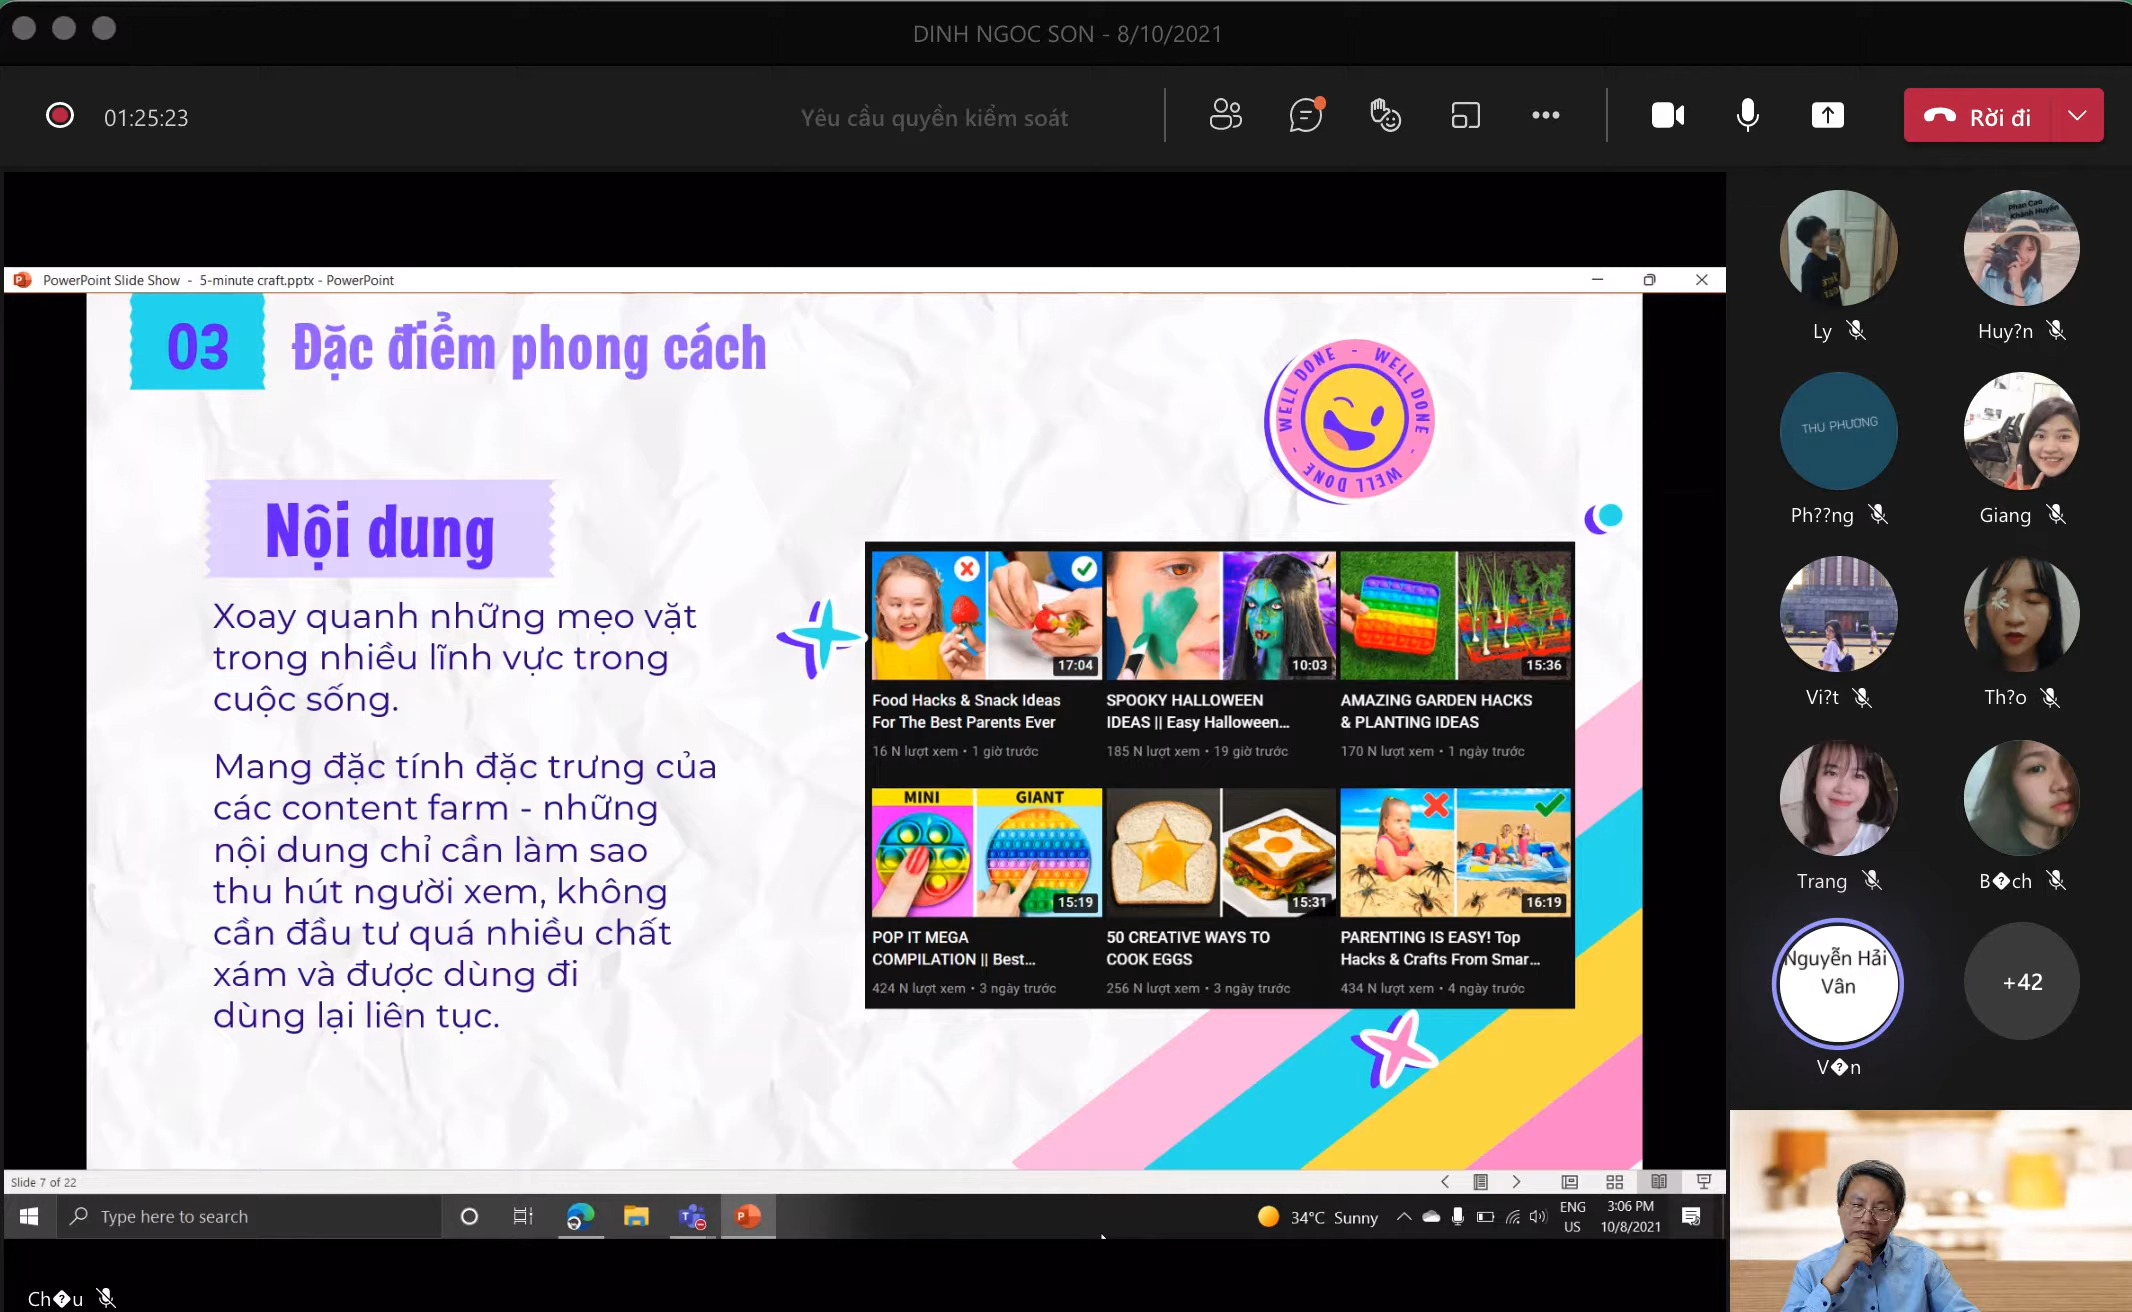 DINH NGOC SON - 8/10/2021
01:25:23
Yêu cầu quyền kiểm soát
Rời đi
PowerPoint Slide Show - 5-minute craft.pptx - PowerPoint
03 Đặc điểm phong cách
WELL DONE - WELL DONE - WELL DONE -
Nội dung
Xoay quanh những mẹo vặt
trong nhiều lĩnh vực trong
cuộc sống.
Mang đặc tính đặc trưng của
các content farm - những
nội dung chỉ cần làm sao
thu hút người xem, không
cần đầu tư quá nhiều chất
xám và được dùng đi
dùng lại liên tục.
17:04
10:03
15:36
Food Hacks & Snack Ideas
For The Best Parents Ever
16 N lượt xem • 1 giờ trước
SPOOKY HALLOWEEN
IDEAS || Easy Halloween...
185 N lượt xem • 19 giờ trước
AMAZING GARDEN HACKS
& PLANTING IDEAS
170 N lượt xem • 1 ngày trước
MINI
GIANT
15:19
15:31
16:19
POP IT MEGA
COMPILATION || Best...
424 N lượt xem • 3 ngày trước
50 CREATIVE WAYS TO
COOK EGGS
256 N lượt xem • 3 ngày trước
PARENTING IS EASY! Top
Hacks & Crafts From Smar...
434 N lượt xem • 4 ngày trước
Slide 7 of 22
Type here to search
34°C Sunny
ENG
US
3:06 PM
10/8/2021
Ch�u
Ly
Phan Cao
Khánh Huyền
Huy?n
THU PHƯƠNG
Ph??ng
Giang
Vi?t
Th?o
Trang
B�ch
Nguyễn Hải
Vân
V�n
+42